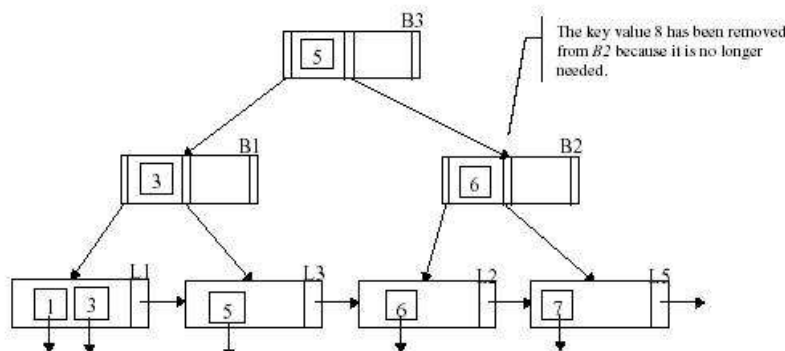 B3
5
The key value 8 has been removed
from B2 because it is no longer
needed.
B1
3
B2
6
L1
1 3
L3
5
L2
6
L5
7